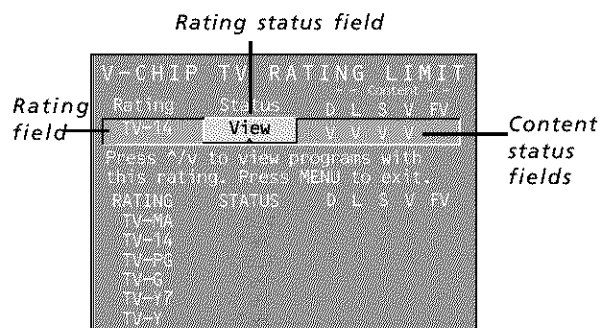 Rating status field
V-CHIP TV RATING LIMIT
Content
Rating Status D L S V FV
Rating field
TV-14 View V V V V
Content status fields
Press ^/v to view programs with
this rating. Press MENU to exit.
RATING STATUS D L S V FV
TV-MA
TV-14
TV-PG
TV-G
TV-Y7
TV-Y